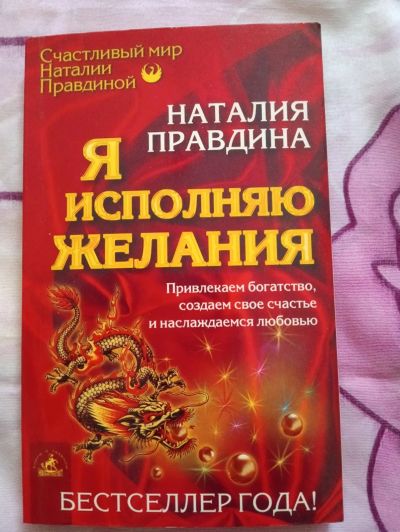 Счастливый мир
Наталии
Правдиной
НАТАЛИЯ
ПРАВДИНА
Я
ИСПОЛНЯЮ
ЖЕЛАНИЯ
Привлекаем богатство,
создаем свое счастье
и наслаждаемся любовью
БЕСТСЕЛЛЕР ГОДА!